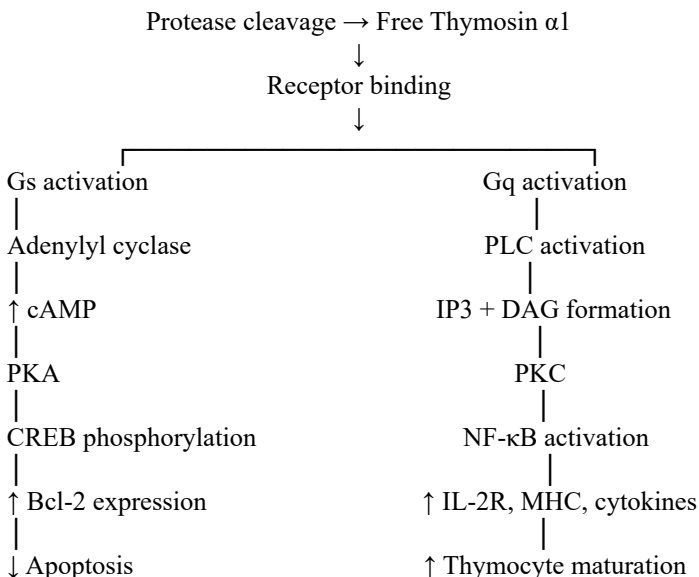 Protease cleavage → Free Thymosin α1
↓
Receptor binding
↓
Gs activation
Adenylyl cyclase
↑ cAMP
PKA
CREB phosphorylation
↑ Bcl-2 expression
↓ Apoptosis
Gq activation
PLC activation
IP3 + DAG formation
PKC
NF-κB activation
↑ IL-2R, MHC, cytokines
↑ Thymocyte maturation